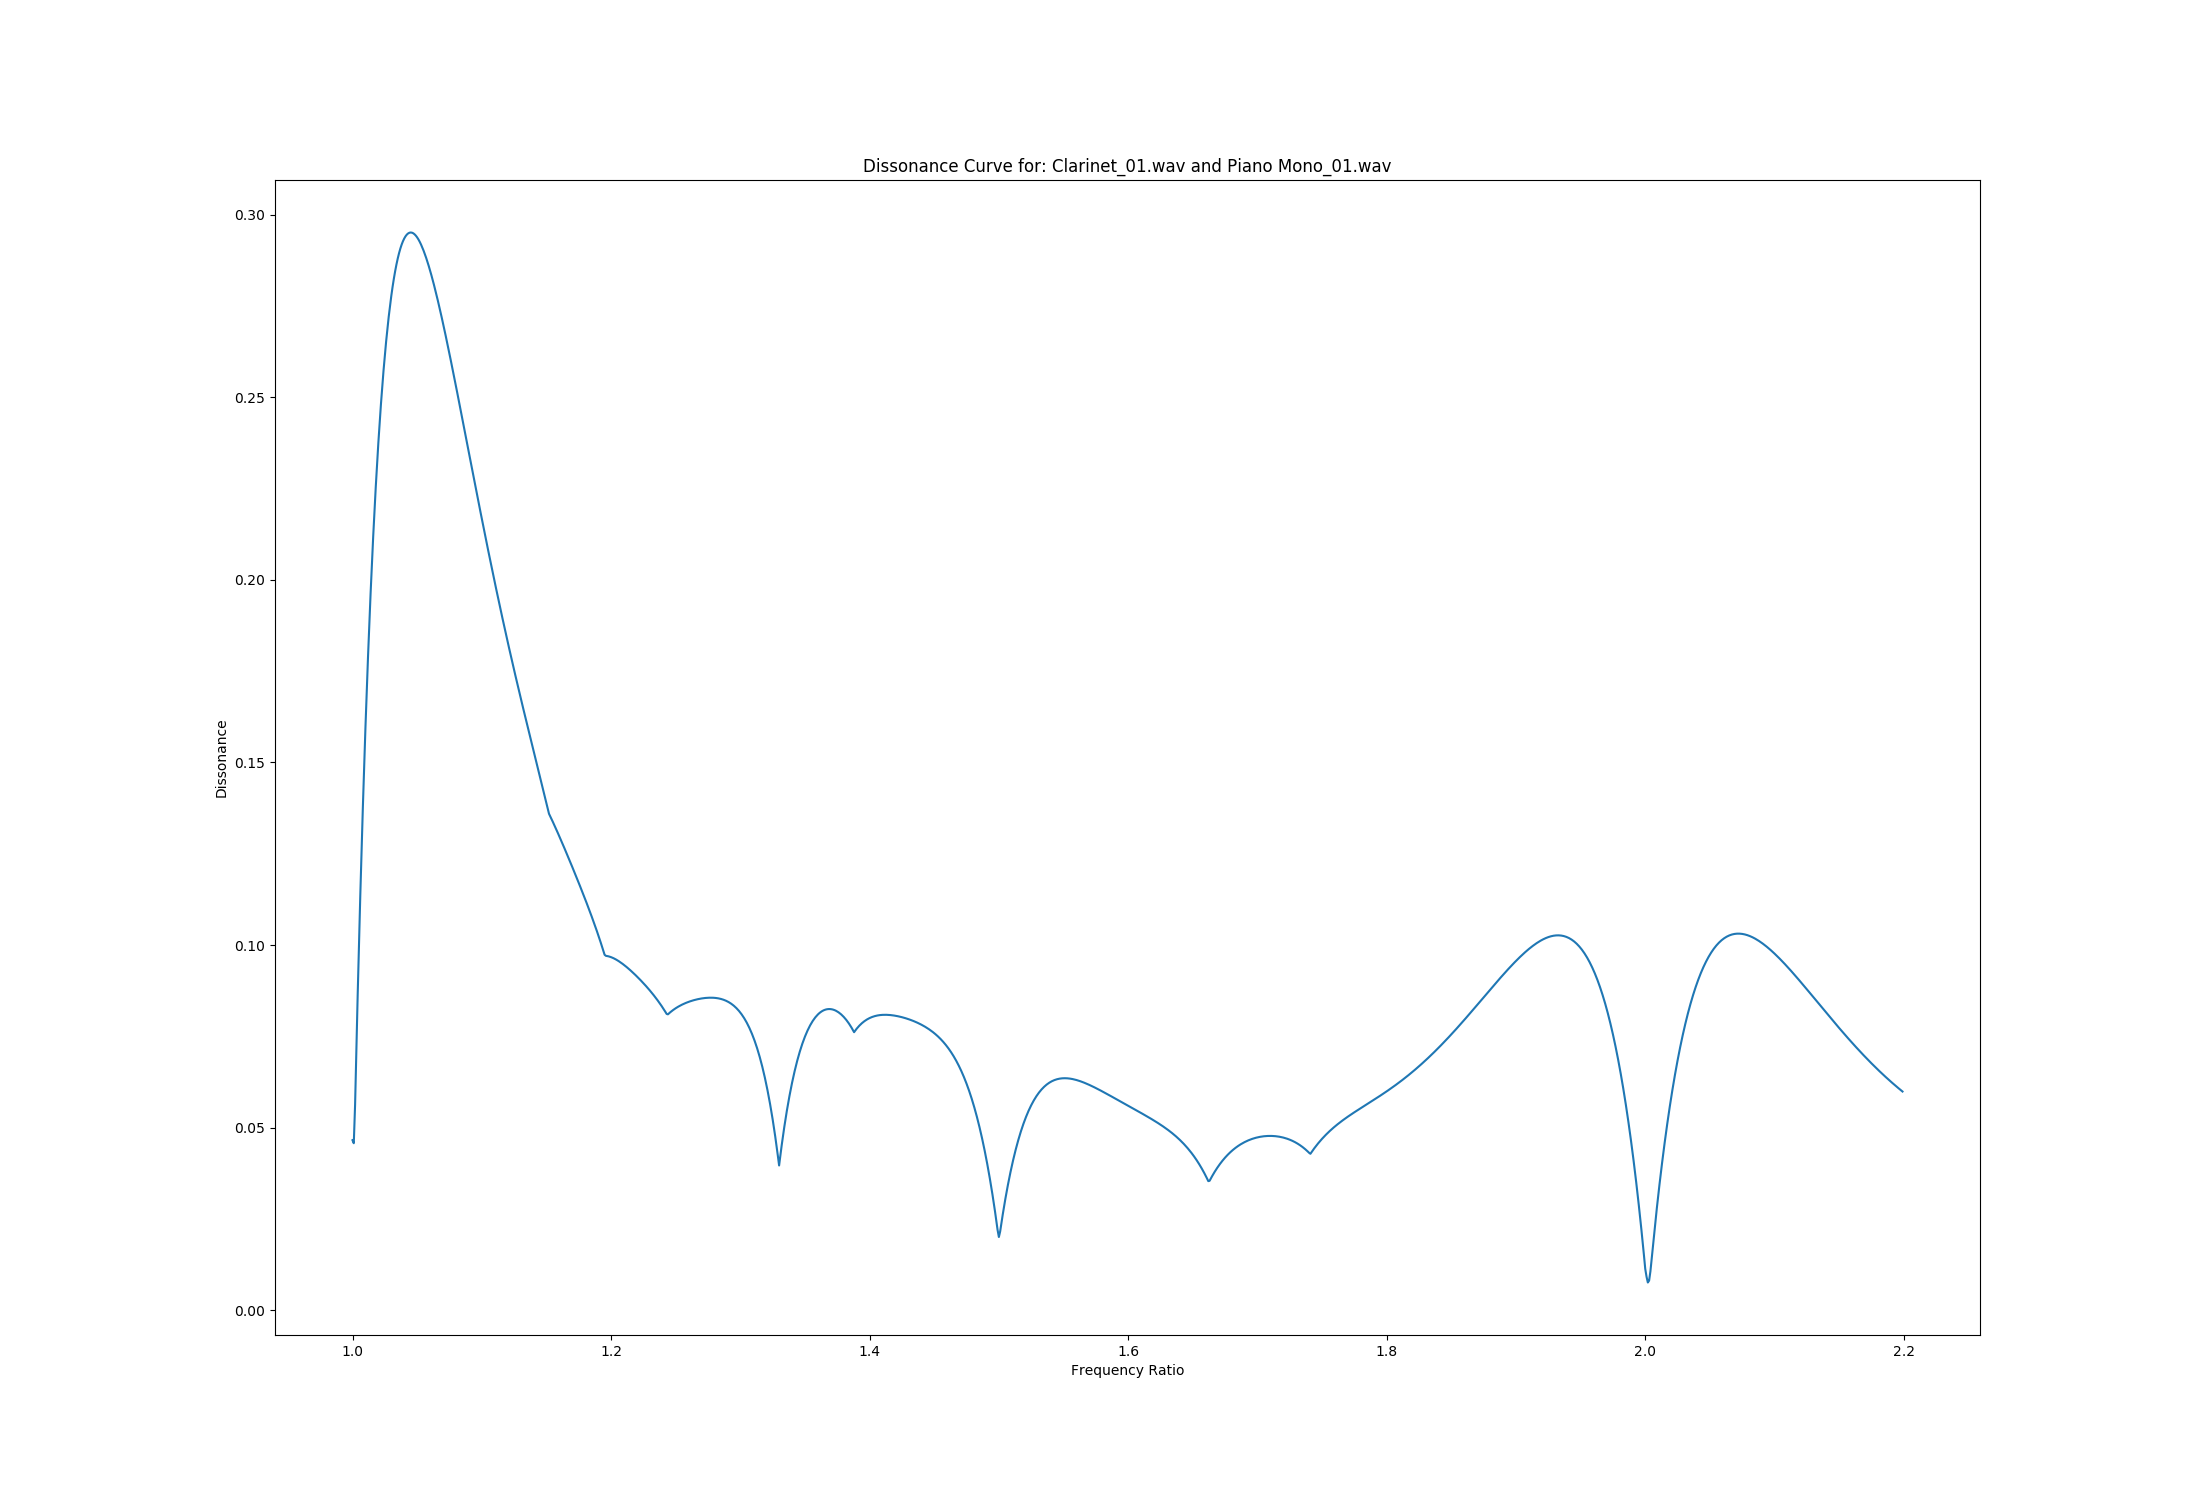 Dissonance Curve for: Clarinet_01.wav and Piano Mono_01.wav
0.30
0.25
0.20
0.15
0.10
0.05
0.00
Dissonance
1.0 1.2 1.4 1.6 1.8 2.0 2.2
Frequency Ratio